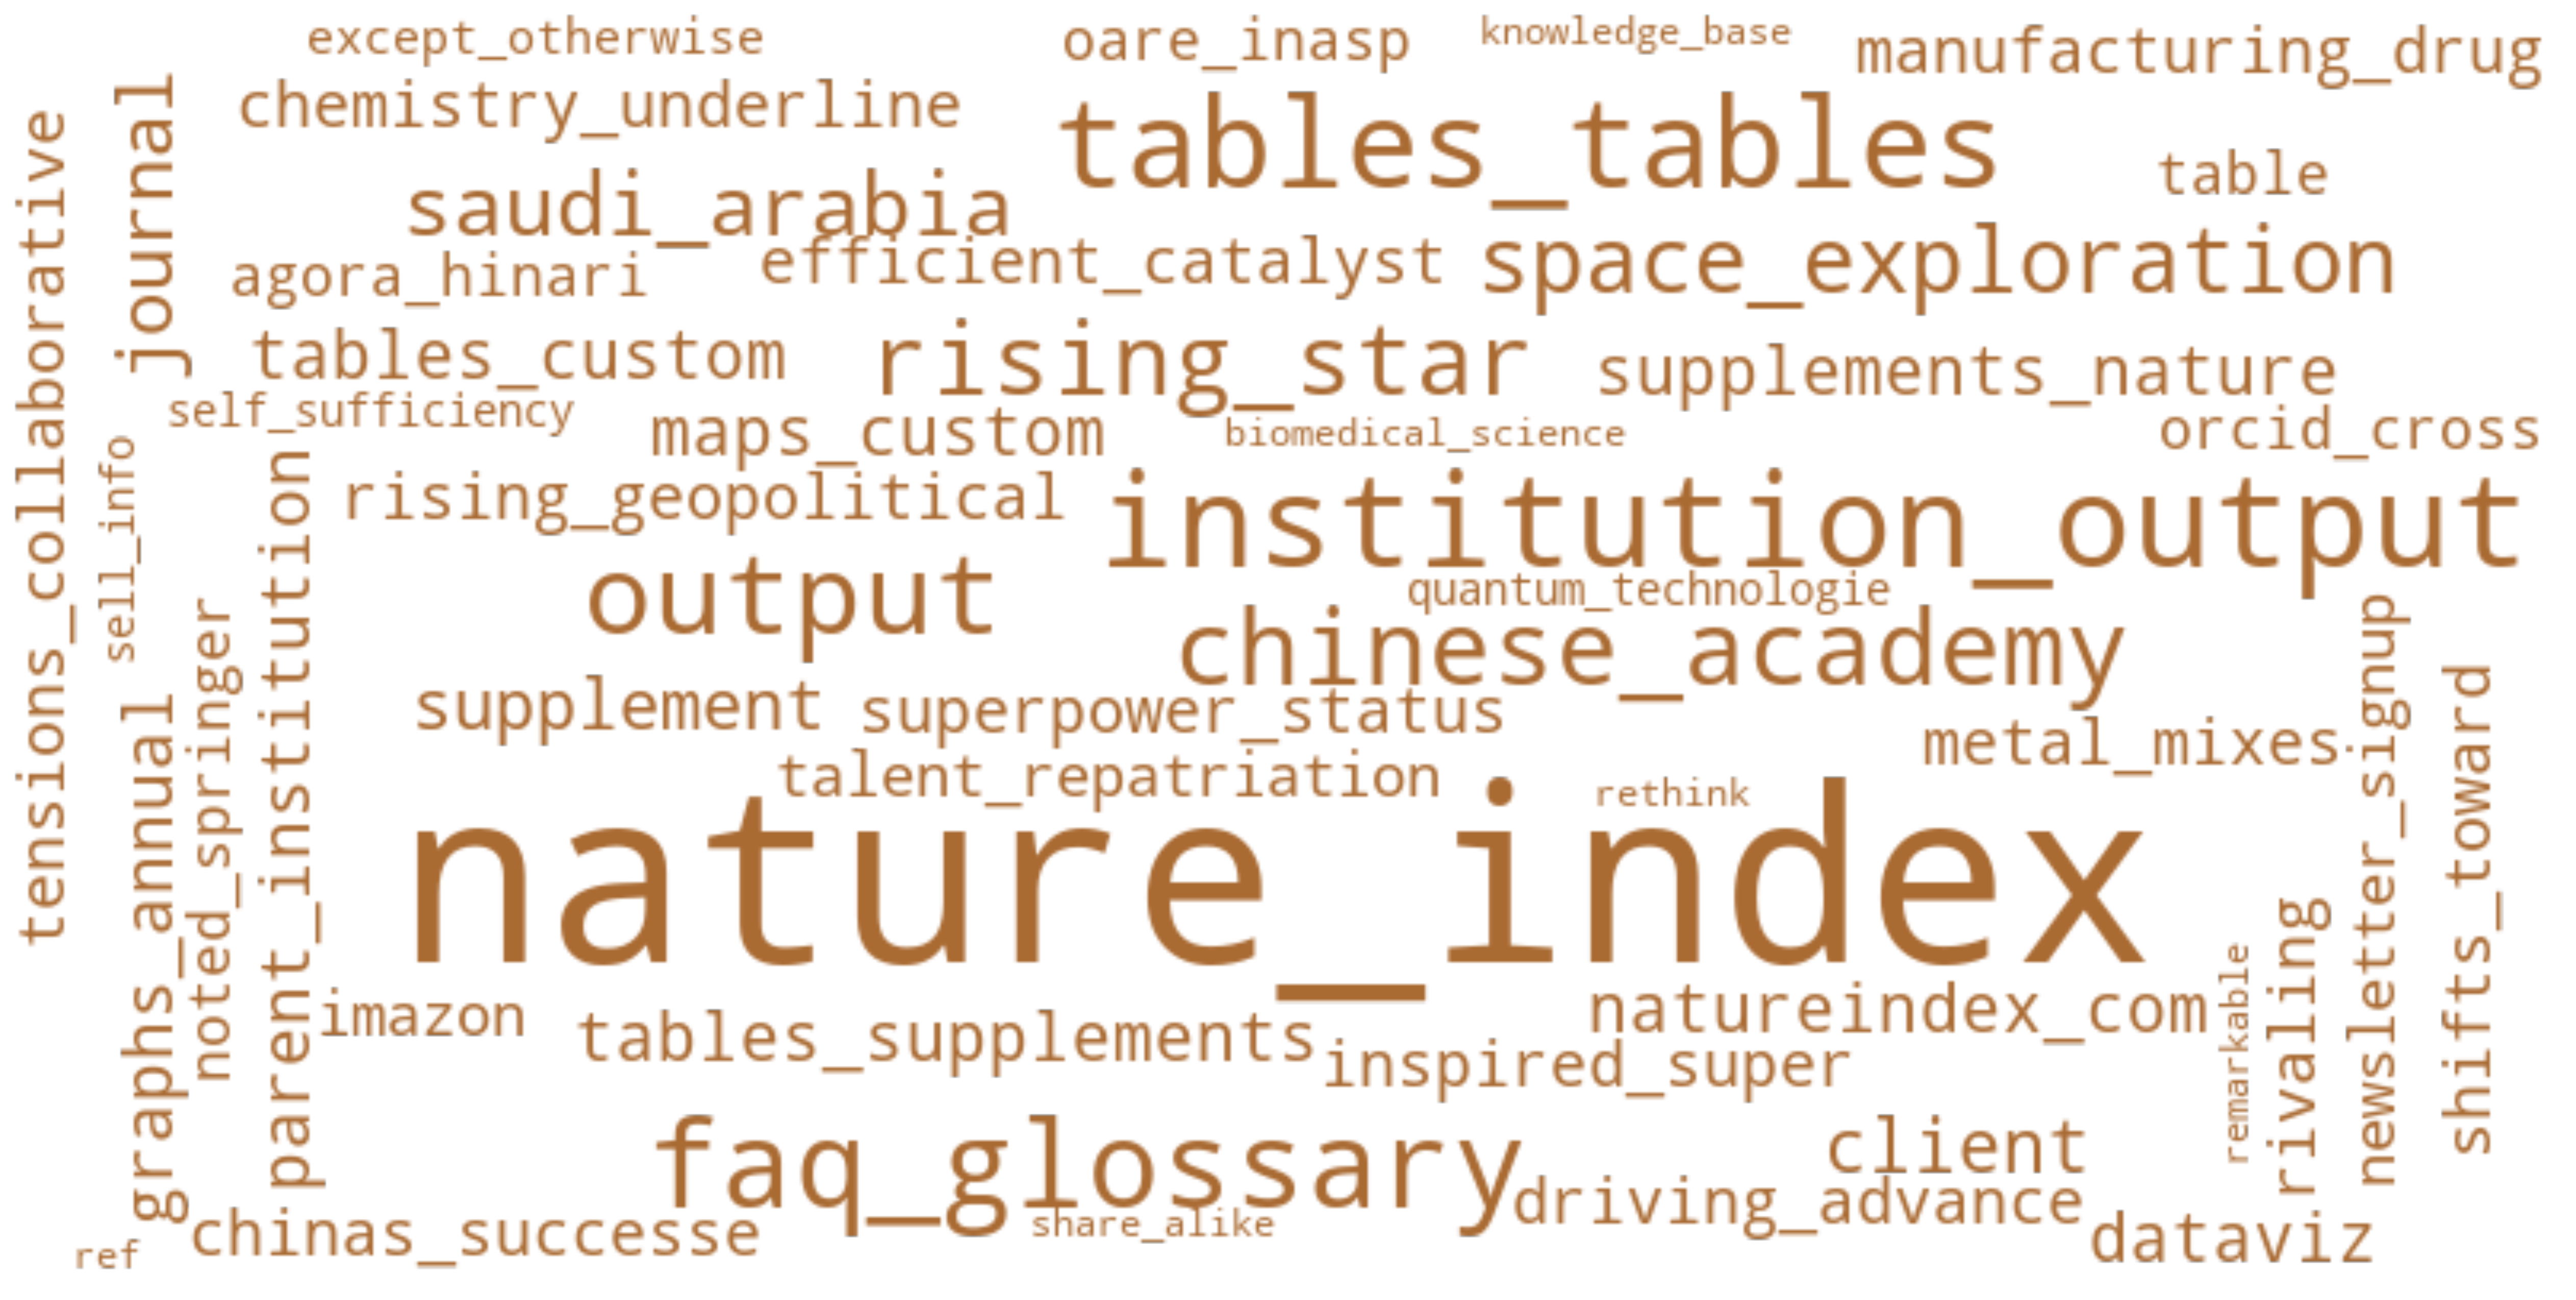 except_otherwise
oare_inasp
knowledge_base
manufacturing_drug
chemistry_underline
tables_tables
table
journal
tensions_collaborative
saudi_arabia
efficient_catalyst
space_exploration
agora_hinari
tables_custom
rising_star
supplements_nature
self_sufficiency
maps_custom
biomedical_science
orcid_cross
sell_info
rising_geopolitical
institution_output
parent_institution
output
quantum_technologie
chinese_academy
noted_springer
supplement
superpower_status
metal_mixes
newsletter_signup
shifts_toward
graphs_annual
talent_repatriation
rethink
nature_index
imazon
tables_supplements
natureindex_com
inspired_super
remarkable
rivaling
faq_glossary
client
driving_advance
chinas_successe
share_alike
dataviz
ref